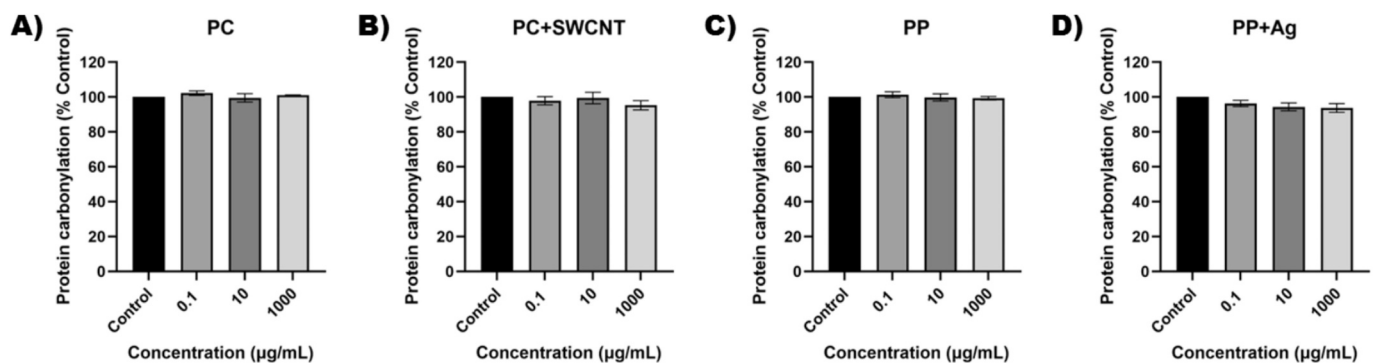 A)
PC
Protein carbonylation (% Control)
120
100
80
60
40
20
0
Control
0.1
10
1000
Concentration (µg/mL)
B)
PC+SWCNT
Protein carbonylation (% Control)
120
100
80
60
40
20
0
Control
0.1
10
1000
Concentration (µg/mL)
C)
PP
Protein carbonylation (% Control)
120
100
80
60
40
20
0
Control
0.1
10
1000
Concentration (µg/mL)
D)
PP+Ag
Protein carbonylation (% Control)
120
100
80
60
40
20
0
Control
0.1
10
1000
Concentration (µg/mL)